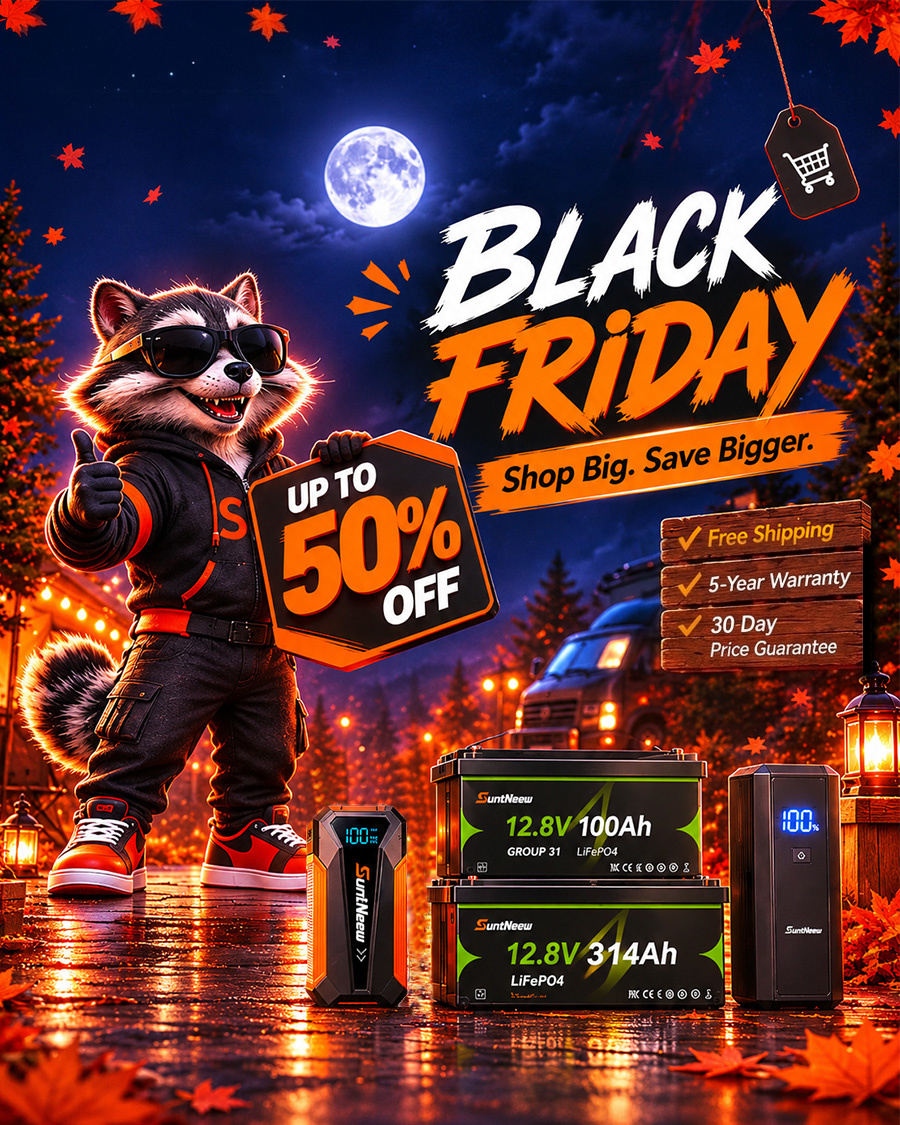 BLACK
FRiDAY
Shop Big. Save Bigger.
UP TO
50%
OFF
S
Free Shipping
5-Year Warranty
30-Day
Price Guarantee
100
SuntNeew
SuntNeew
12.8V 100Ah
GROUP 31 LiFePO4
SuntNeew
12.8V 314Ah
LiFePO4
100%
SuntNeew